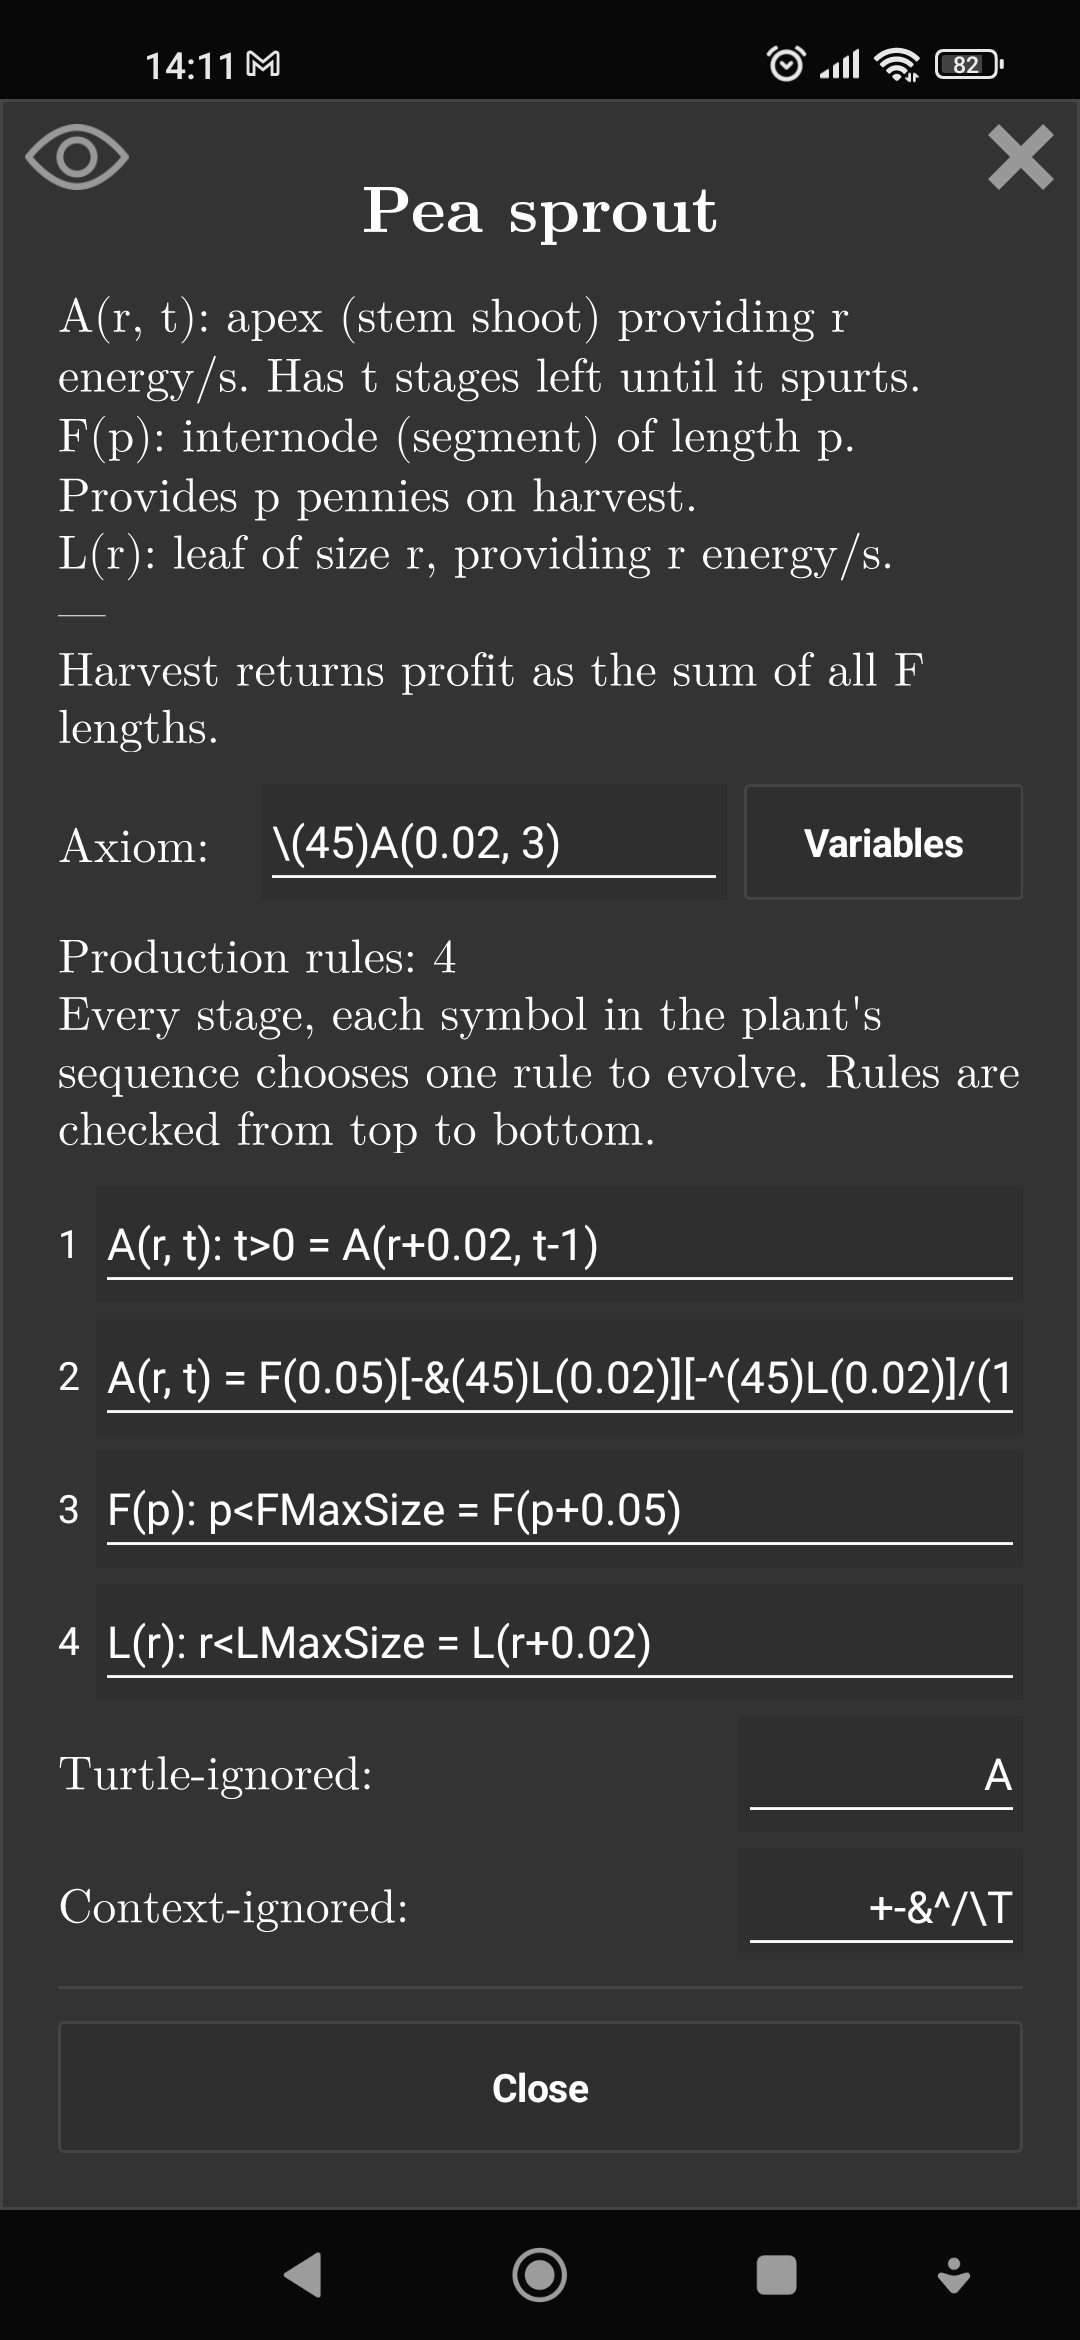 14:11
82
Pea sprout
A(r, t): apex (stem shoot) providing r
energy/s. Has t stages left until it spurts.
F(p): internode (segment) of length p.
Provides p pennies on harvest.
L(r): leaf of size r, providing r energy/s.
—
Harvest returns profit as the sum of all F
lengths.
Axiom: \(45)A(0.02, 3) Variables
Production rules: 4
Every stage, each symbol in the plant's
sequence chooses one rule to evolve. Rules are
checked from top to bottom.
1 A(r, t): t>0 = A(r+0.02, t-1)
2 A(r, t) = F(0.05)[-&(45)L(0.02)][-^(45)L(0.02)]/(1
3 F(p): p<FMaxSize = F(p+0.05)
4 L(r): r<LMaxSize = L(r+0.02)
Turtle-ignored: A
Context-ignored: +-&^/\T
Close